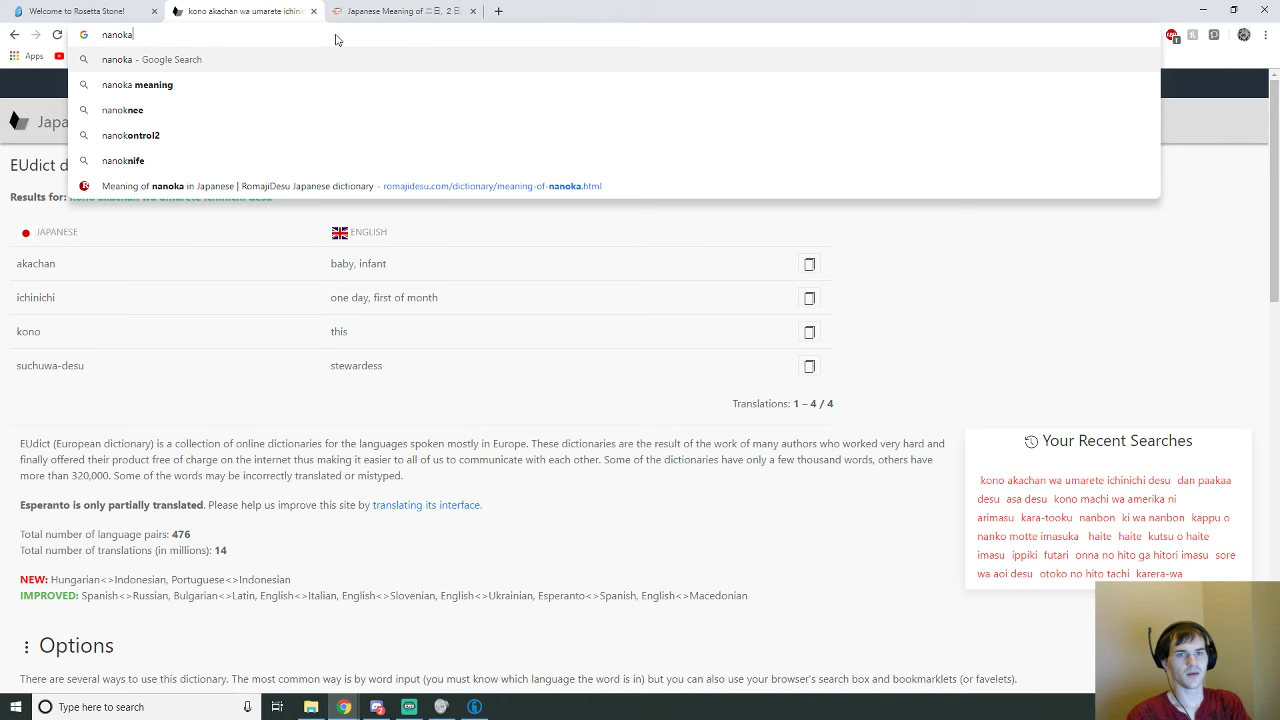 Welcome to Rosetta Stone!
kono akachan wa umarete ichini
Japanese Meaning of 二日, 2日
nanoka
nanoka - Google Search
nanoka meaning
nanoknee
nanokontrol2
nanoknife
Meaning of nanoka in Japanese | RomajiDesu Japanese dictionary - romajidesu.com/dictionary/meaning-of-nanoka.html
Apps
Japa
EUdict d
Results for: kono akachan wa umarete ichinichi desu
JAPANESE
ENGLISH
akachan
baby, infant
ichinichi
one day, first of month
kono
this
suchuwa-desu
stewardess
Translations: 1 – 4 / 4
EUdict (European dictionary) is a collection of online dictionaries for the languages spoken mostly in Europe. These dictionaries are the result of the work of many authors who worked very hard and
finally offered their product free of charge on the internet thus making it easier to all of us to communicate with each other. Some of the dictionaries have only a few thousand words, others have
more than 320,000. Some of the words may be incorrectly translated or mistyped.
Esperanto is only partially translated. Please help us improve this site by translating its interface.
Total number of language pairs: 476
Total number of translations (in millions): 14
NEW: Hungarian<>Indonesian, Portuguese<>Indonesian
IMPROVED: Spanish<>Russian, Bulgarian<>Latin, English<>Italian, English<>Slovenian, English<>Ukrainian, Esperanto<>Spanish, English<>Macedonian
Your Recent Searches
kono akachan wa umarete ichinichi desu dan paakaa
desu asa desu kono machi wa amerika ni
arimasu kara-tooku nanbon ki wa nanbon kappu o
nanko motte imasuka haite haite kutsu o haite
imasu ippiki futari onna no hito ga hitori imasu sore
wa aoi desu otoko no hito tachi karera-wa
Options
There are several ways to use this dictionary. The most common way is by word input (you must know which language the word is in) but you can also use your browser's search box and bookmarklets (or favelets).
Type here to search